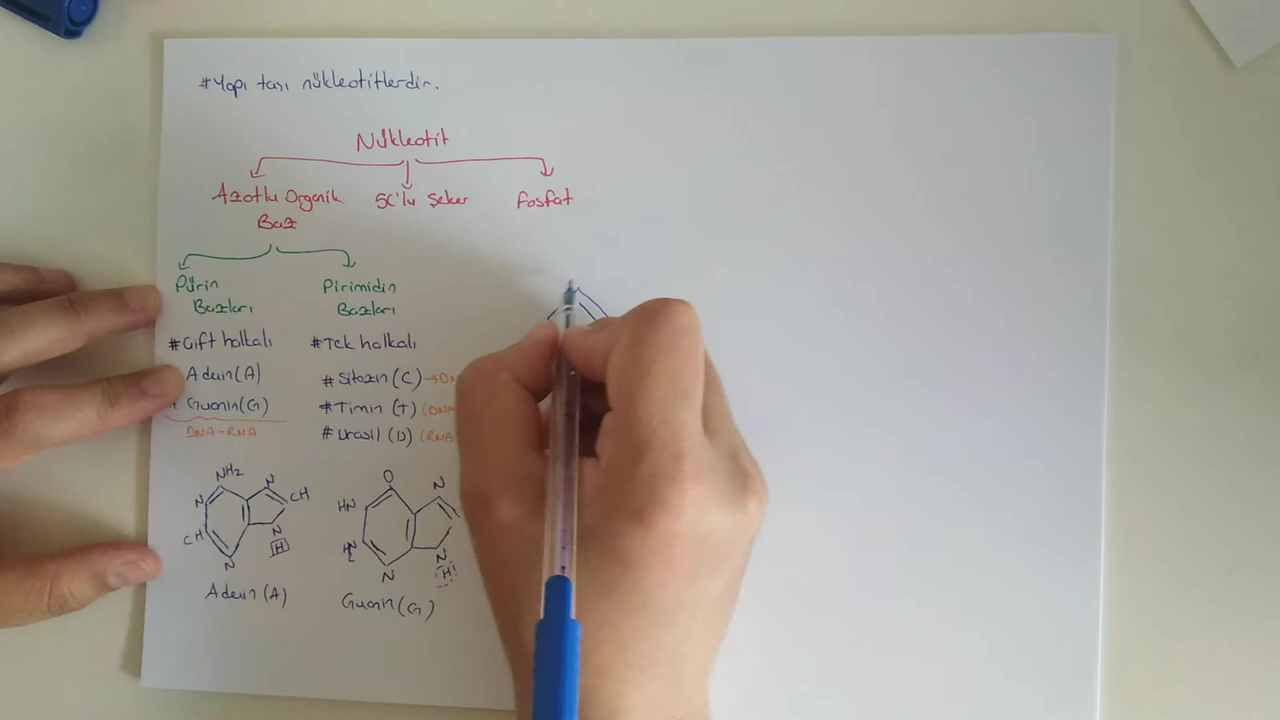 #Yapı taşı nükleotitlerdir.
Nükleotit
Azotlu Organik Baz
5C'lu Şeker
Fosfat
Pürin Bazları
Pirimidin Bazları
#Çift halkalı
#Tek halkalı
Adenin(A)
# Guanin(G)
DNA-RNA
#Sitozin (C)→DN
#Timin (T) (DNA
#Urasil (U) (RNA
NH2
N
N
CH
CH
N
H
N
Adenin(A)
O
N
HN
N
H
N
Guanin(G)